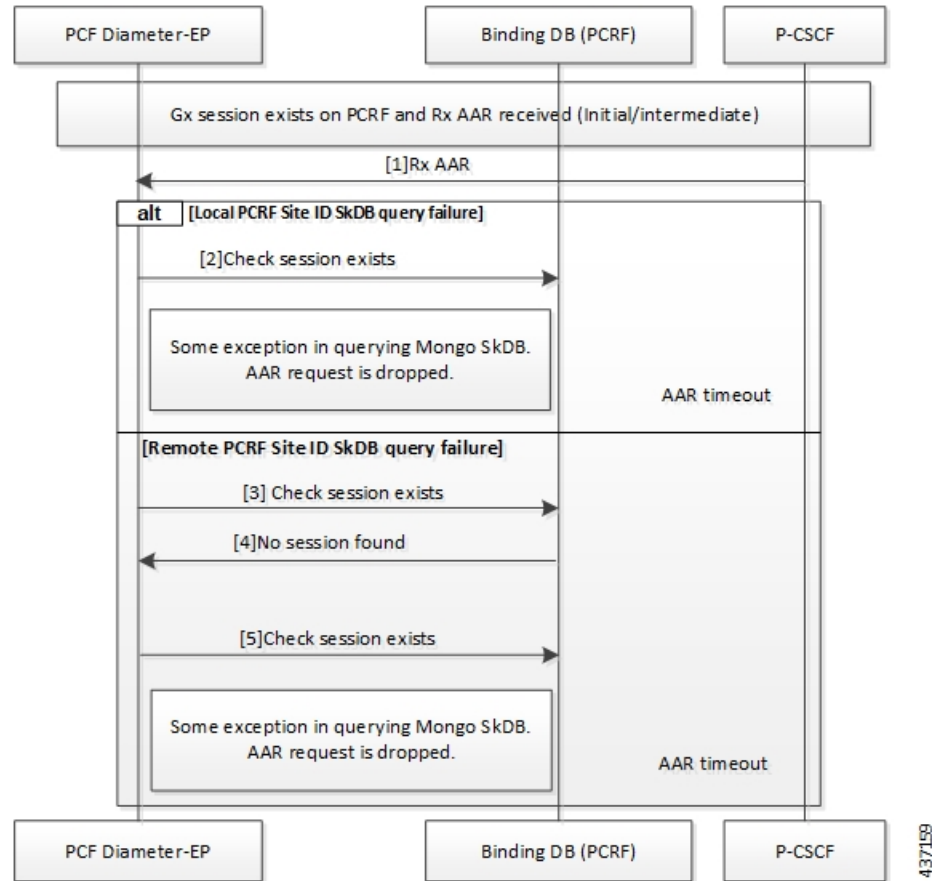 PCF Diameter-EP
Binding DB (PCRF)
P-CSCF
Gx session exists on PCRF and Rx AAR received (Initial/intermediate)
[1]Rx AAR
alt [Local PCRF Site ID SkDB query failure]
[2]Check session exists
Some exception in querying Mongo SkDB.
AAR request is dropped.
AAR timeout
[Remote PCRF Site ID SkDB query failure]
[3] Check session exists
[4]No session found
[5]Check session exists
Some exception in querying Mongo SkDB.
AAR request is dropped.
AAR timeout
PCF Diameter-EP
Binding DB (PCRF)
P-CSCF
437159